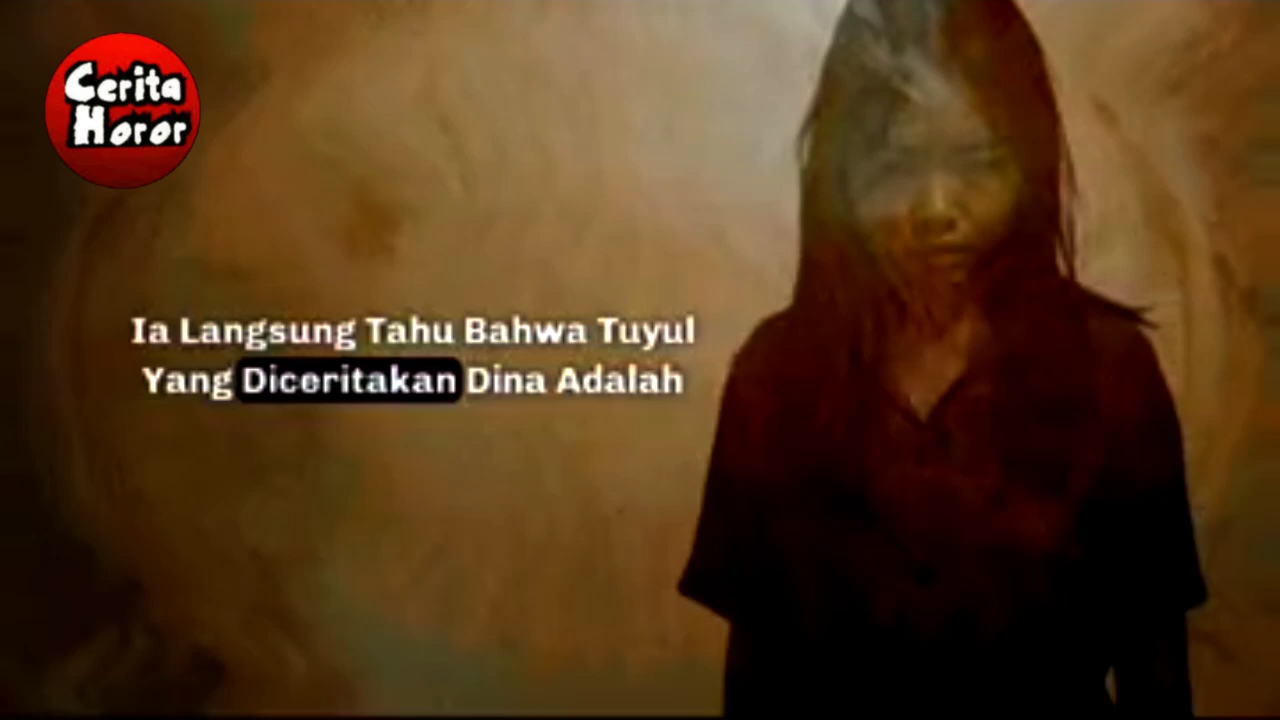 Cerita
Horor
Ia Langsung Tahu Bahwa Tuyul
Yang Diceritakan Dina Adalah